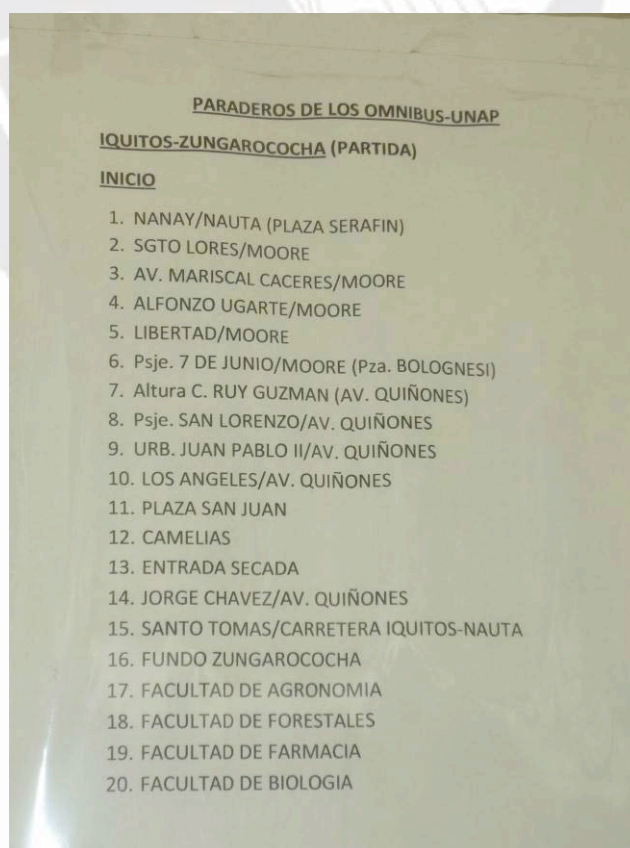 PARADEROS DE LOS OMNIBUS-UNAP
IQUITOS-ZUNGAROCOCHA (PARTIDA)
INICIO
1. NANAY/NAUTA (PLAZA SERAFIN)
2. SGTO LORES/MOORE
3. AV. MARISCAL CACERES/MOORE
4. ALFONZO UGARTE/MOORE
5. LIBERTAD/MOORE
6. Psje. 7 DE JUNIO/MOORE (Pza. BOLOGNESI)
7. Altura C. RUY GUZMAN (AV. QUIÑONES)
8. Psje. SAN LORENZO/AV. QUIÑONES
9. URB. JUAN PABLO II/AV. QUIÑONES
10. LOS ANGELES/AV. QUIÑONES
11. PLAZA SAN JUAN
12. CAMELIAS
13. ENTRADA SECADA
14. JORGE CHAVEZ/AV. QUIÑONES
15. SANTO TOMAS/CARRETERA IQUITOS-NAUTA
16. FUNDO ZUNGAROCOCHA
17. FACULTAD DE AGRONOMIA
18. FACULTAD DE FORESTALES
19. FACULTAD DE FARMACIA
20. FACULTAD DE BIOLOGIA